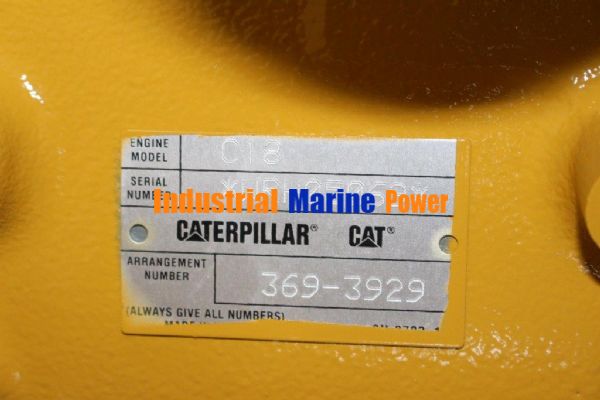 ENGINE
MODEL C18
SERIAL
NUMBER
Industrial Marine Power
CATERPILLAR® CAT®
ARRANGEMENT
NUMBER 369-3929
(ALWAYS GIVE ALL NUMBERS)